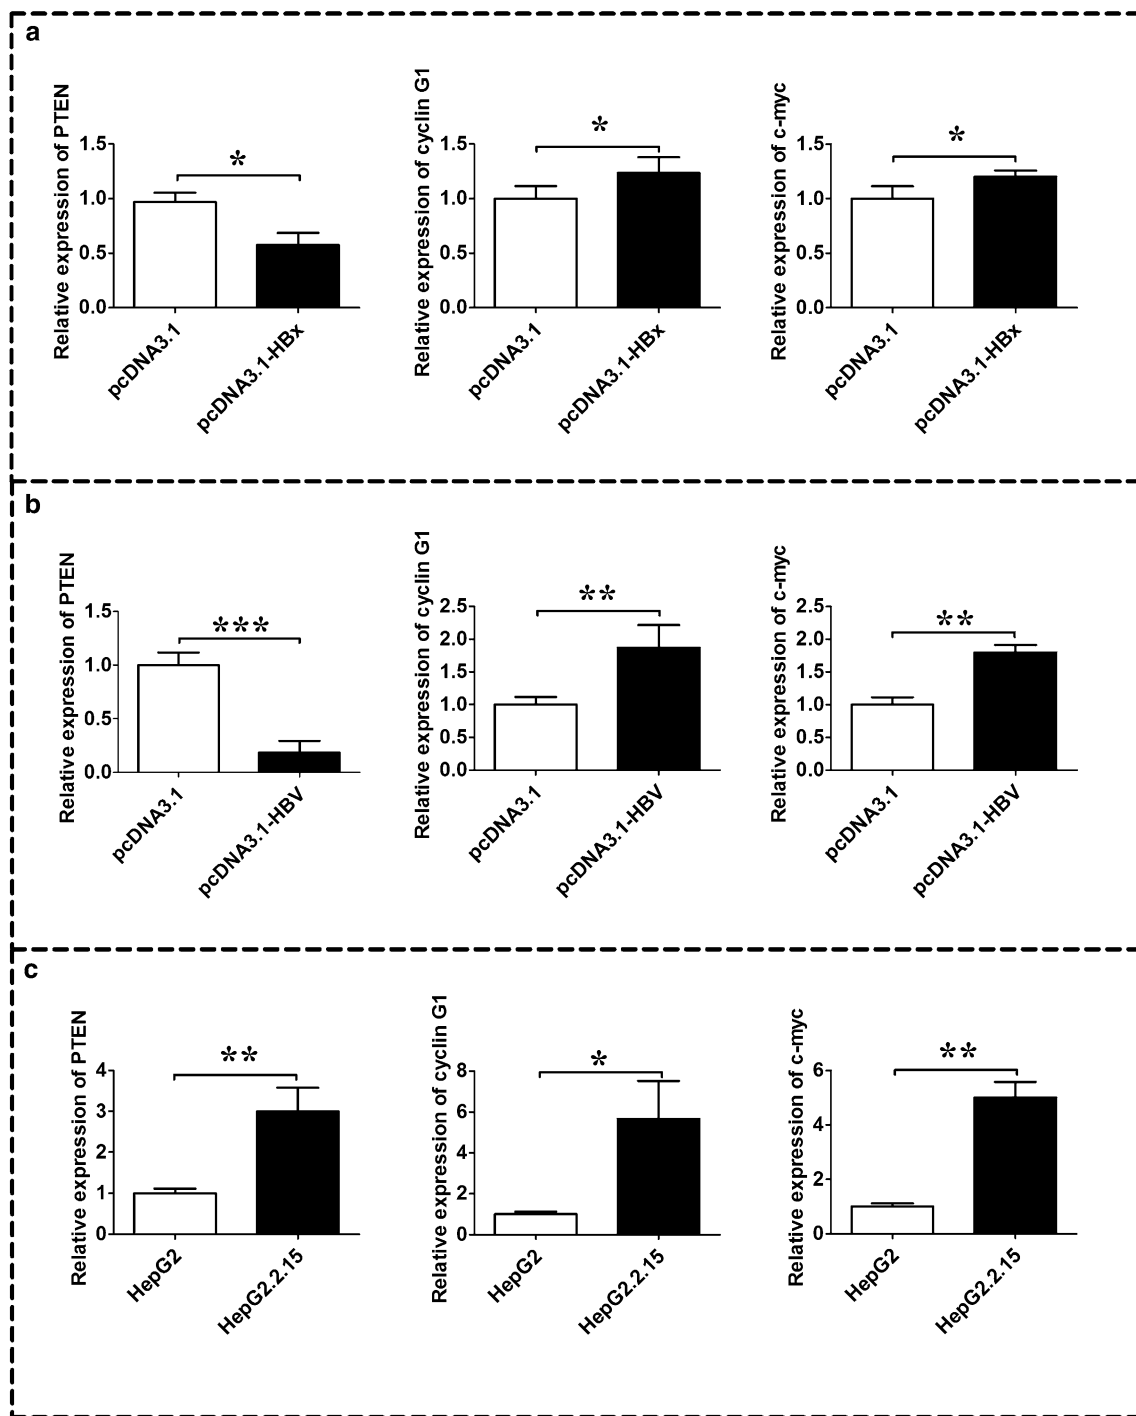 a
Relative expression of PTEN
1.5
1.0
0.5
0.0
*
pcDNA3.1
pcDNA3.1-HBx
Relative expression of cyclin G1
1.5
1.0
0.5
0.0
*
pcDNA3.1
pcDNA3.1-HBx
Relative expression of c-myc
1.5
1.0
0.5
0.0
*
pcDNA3.1
pcDNA3.1-HBx
b
Relative expression of PTEN
1.5
1.0
0.5
0.0
***
pcDNA3.1
pcDNA3.1-HBV
Relative expression of cyclin G1
2.5
2.0
1.5
1.0
0.5
0.0
**
pcDNA3.1
pcDNA3.1-HBV
Relative expression of c-myc
2.5
2.0
1.5
1.0
0.5
0.0
**
pcDNA3.1
pcDNA3.1-HBV
c
Relative expression of PTEN
4
3
2
1
0
**
HepG2
HepG2.2.15
Relative expression of cyclin G1
8
6
4
2
0
*
HepG2
HepG2.2.15
Relative expression of c-myc
6
4
2
0
**
HepG2
HepG2.2.15